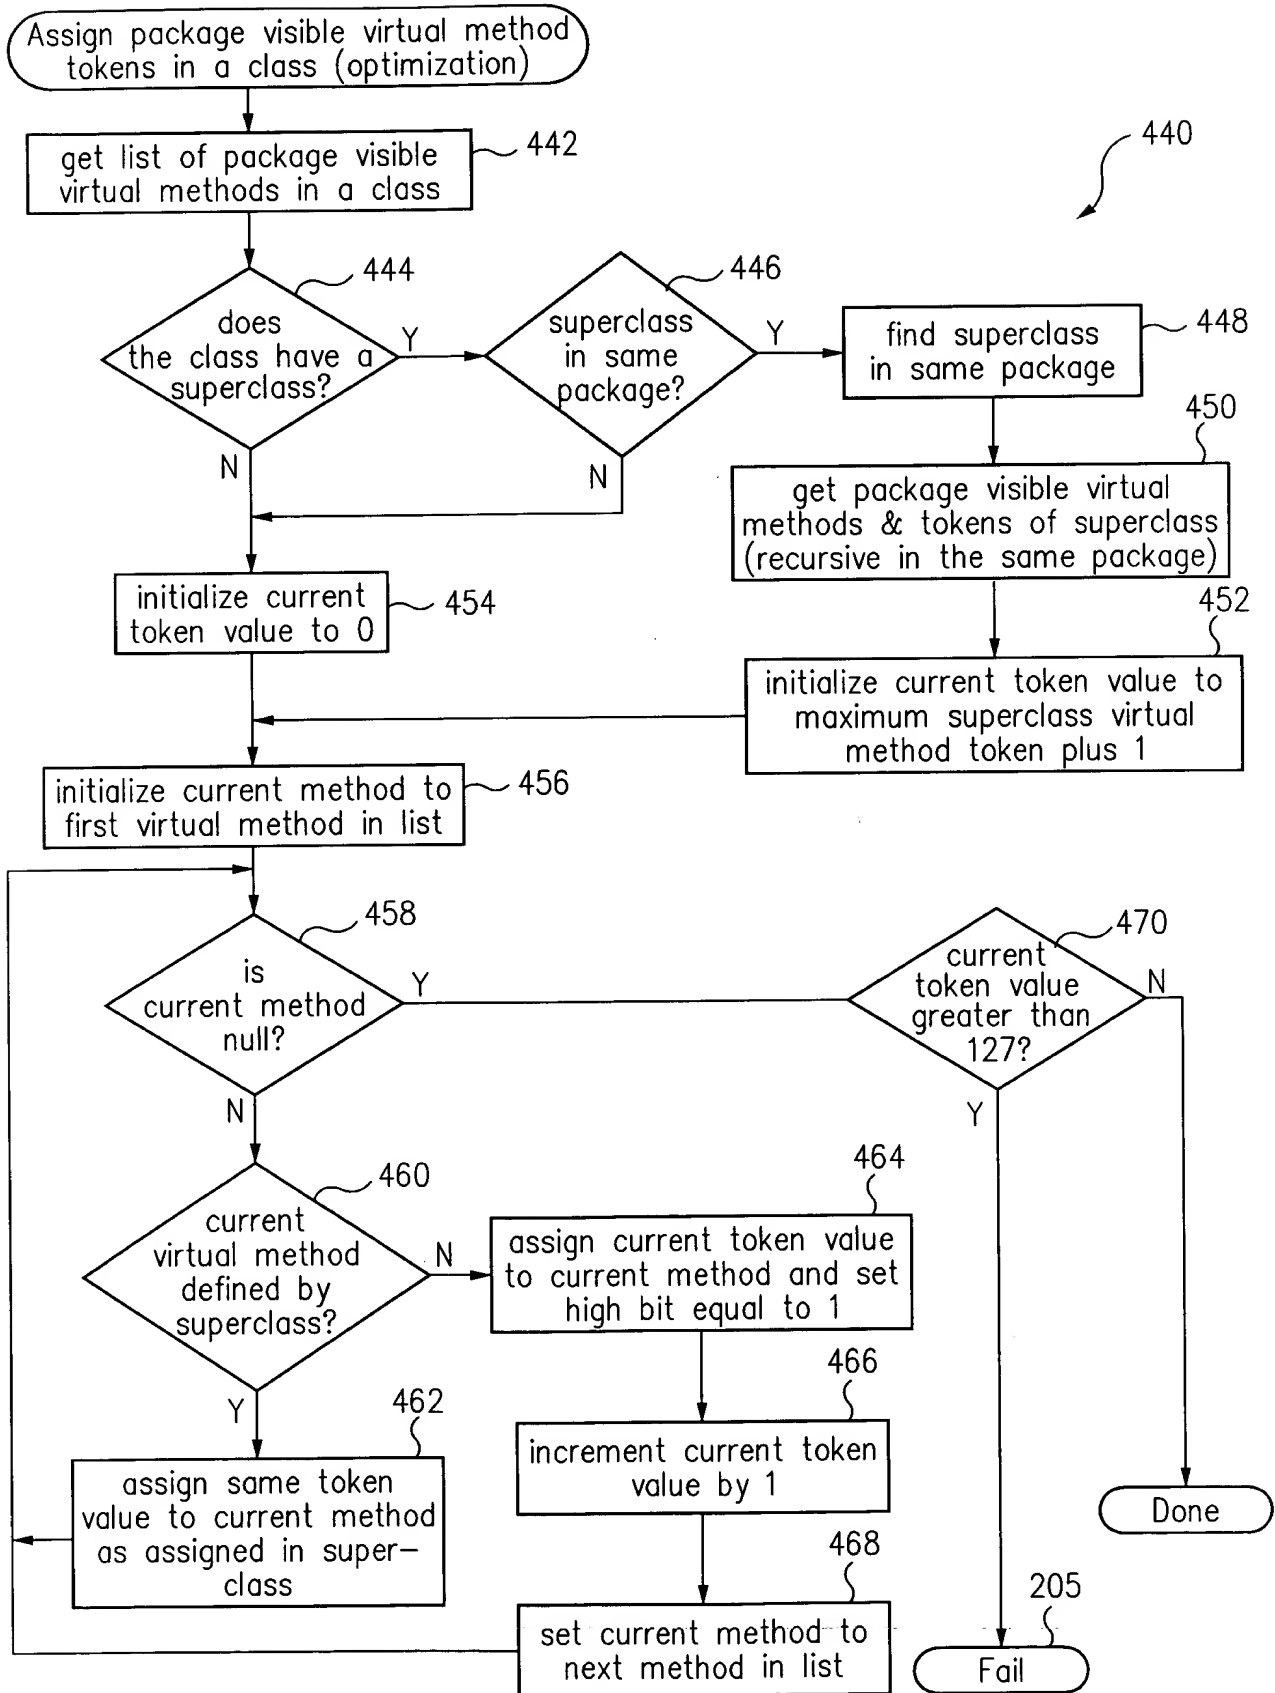 Assign package visible virtual method
tokens in a class (optimization)
get list of package visible
virtual methods in a class
442
440
does
the class have a
superclass?
444
Y
N
superclass
in same
package?
446
Y
N
find superclass
in same package
448
450
get package visible virtual
methods & tokens of superclass
(recursive in the same package)
452
initialize current token value to
maximum superclass virtual
method token plus 1
initialize current
token value to 0
454
initialize current method to
first virtual method in list
456
is
current method
null?
458
Y
N
current
token value
greater than
127?
470
N
Y
current
virtual method
defined by
superclass?
460
N
Y
464
assign current token value
to current method and set
high bit equal to 1
462
assign same token
value to current method
as assigned in super-
class
466
increment current token
value by 1
468
set current method to
next method in list
Done
205
Fail